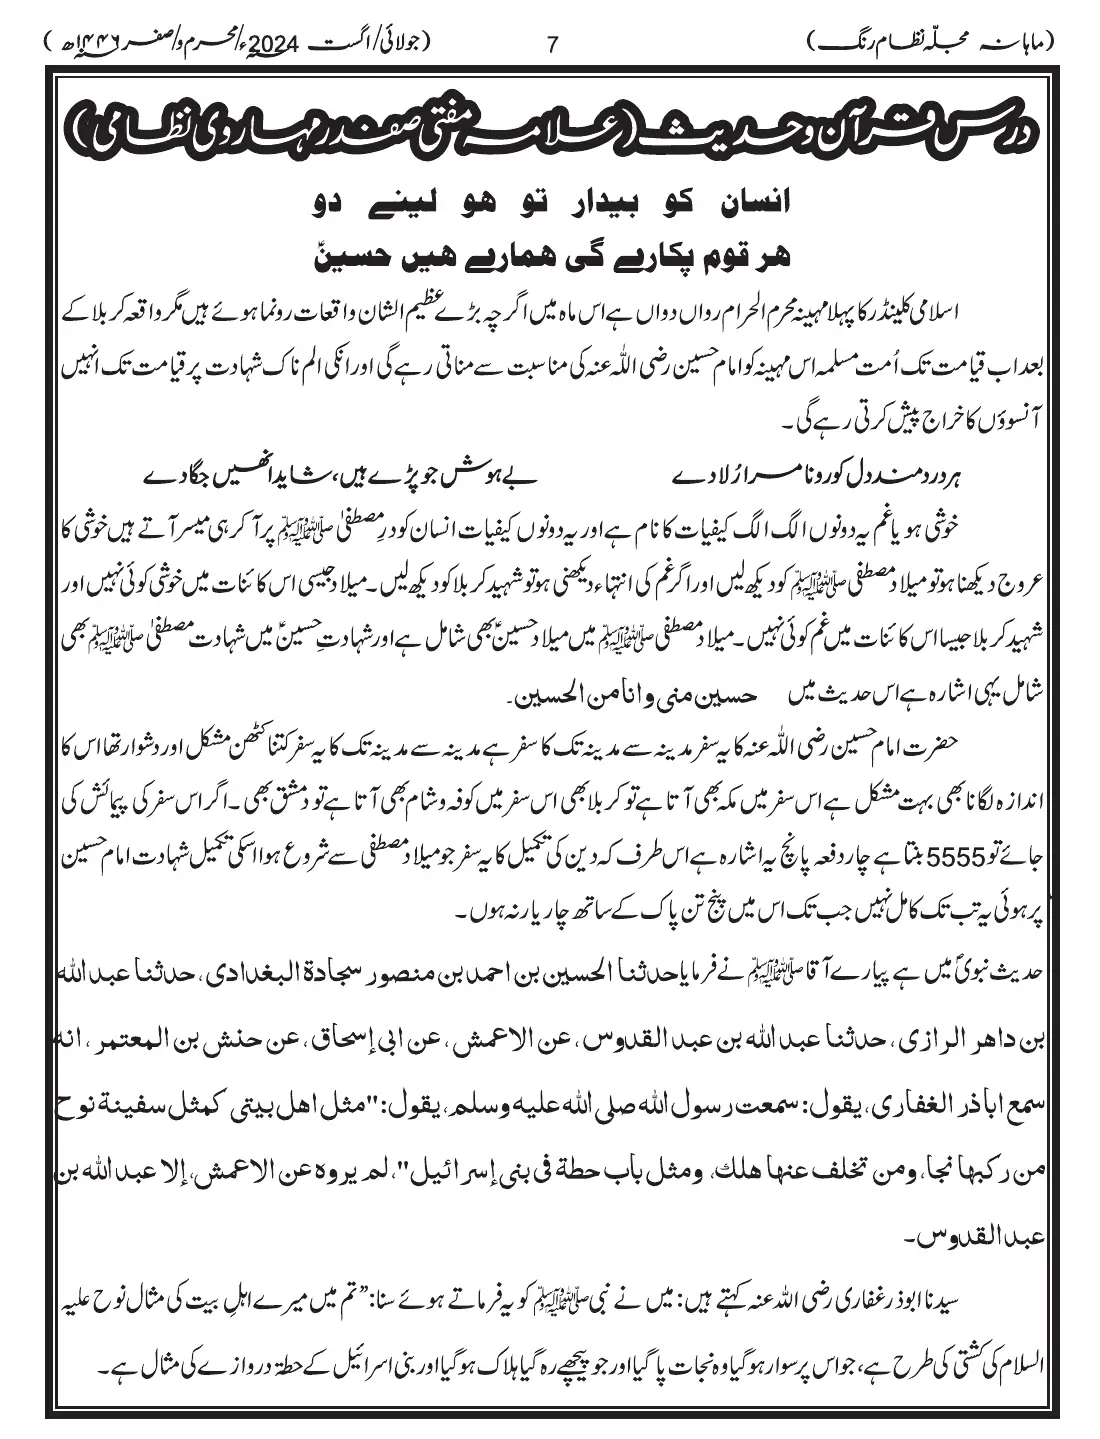 (ماہانہ مجلّہ نظام رنگ) 7 (جولائی/اگست 2024ء/محرم و/صفر ۱۴۴۶ھ)
درس قرآن و حدیث (علامہ مفتی صفدر نہاروی نظامی)
انسان کو بیدار تو ھو لینے دو
ھر قوم پکارے گی ھمارے ھیں حسینؑ
اسلامی کلینڈر کا پہلا مہینہ محرم الحرام رواں دواں ہے اس ماہ میں اگرچہ بڑے عظیم الشان واقعات رونما ہوئے ہیں مگر واقعہ کربلا کے
بعد اب قیامت تک اُمت مسلمہ اس مہینہ کو امام حسین رضی اللہ عنہ کی مناسبت سے مناتی رہے گی اور انکی الم ناک شہادت پر قیامت تک انہیں
آنسوؤں کا خراج پیش کرتی رہے گی۔
ہر درد مند دل کو رونا مرا رُلا دے بے ہوش جو پڑے ہیں، شاید انھیں جگا دے
خوشی ہو یا غم یہ دونوں الگ الگ کیفیات کا نام ہے اور یہ دونوں کیفیات انسان کو درِ مصطفیٰ ﷺ پر آ کر ہی میسر آتے ہیں خوشی کا
عروج دیکھنا ہو تو میلاد مصطفی ﷺ کو دیکھ لیں اور اگر غم کی انتہاء دیکھنی ہو تو شہید کربلا کو دیکھ لیں۔ میلاد جیسی اس کائنات میں خوشی کوئی نہیں اور
شہید کربلا جیسا اس کائنات میں غم کوئی نہیں۔ میلاد مصطفی ﷺ میں میلاد حسینؑ بھی شامل ہے اور شہادتِ حسینؑ میں شہادت مصطفیٰ ﷺ بھی
شامل یہی اشارہ ہے اس حدیث میں حسین منی وانا من الحسین۔
حضرت امام حسین رضی اللہ عنہ کا یہ سفر مدینہ سے مدینہ تک کا سفر ہے مدینہ سے مدینہ تک کا یہ سفر کتنا کٹھن مشکل اور دشوار تھا اس کا
اندازہ لگانا بھی بہت مشکل ہے اس سفر میں مکہ بھی آتا ہے تو کربلا بھی اس سفر میں کوفہ و شام بھی آتا ہے تو دمشق بھی۔ اگر اس سفر کی پیمائش کی
جائے تو 5555 بنتا ہے چار دفعہ پانچ یہ اشارہ ہے اس طرف کہ دین کی تکمیل کا یہ سفر جو میلاد مصطفی سے شروع ہوا اسکی تکمیل شہادت امام حسین
پر ہوئی یہ تب تک کامل نہیں جب تک اس میں پنج تن پاک کے ساتھ چار یار نہ ہوں۔
حدیث نبویؐ میں ہے پیارے آقا ﷺ نے فرمایا حدثنا الحسین بن احمد بن منصور سجادة البغدادی، حدثنا عبد الله
بن داهر الرازی، حدثنا عبد الله بن عبد القدوس، عن الاعمش، عن ابی إسحاق، عن حنش بن المعتمر، انه
سمع اباذر الغفاری، یقول: سمعت رسول الله صلی الله علیه وسلم، یقول: "مثل اهل بیتی کمثل سفینة نوح
من رکبها نجا، ومن تخلف عنها هلك، ومثل باب حطة فی بنی إسرائیل"، لم یروه عن الاعمش، إلا عبد الله بن
عبد القدوس۔
سیدنا ابوذر غفاری رضی اللہ عنہ کہتے ہیں: میں نے نبی ﷺ کو یہ فرماتے ہوئے سنا: ”تم میں میرے اہلِ بیت کی مثال نوح علیہ
السلام کی کشتی کی طرح ہے، جو اس پر سوار ہو گیا وہ نجات پا گیا اور جو پیچھے رہ گیا ہلاک ہو گیا اور بنی اسرائیل کے حطة دروازے کی مثال ہے۔